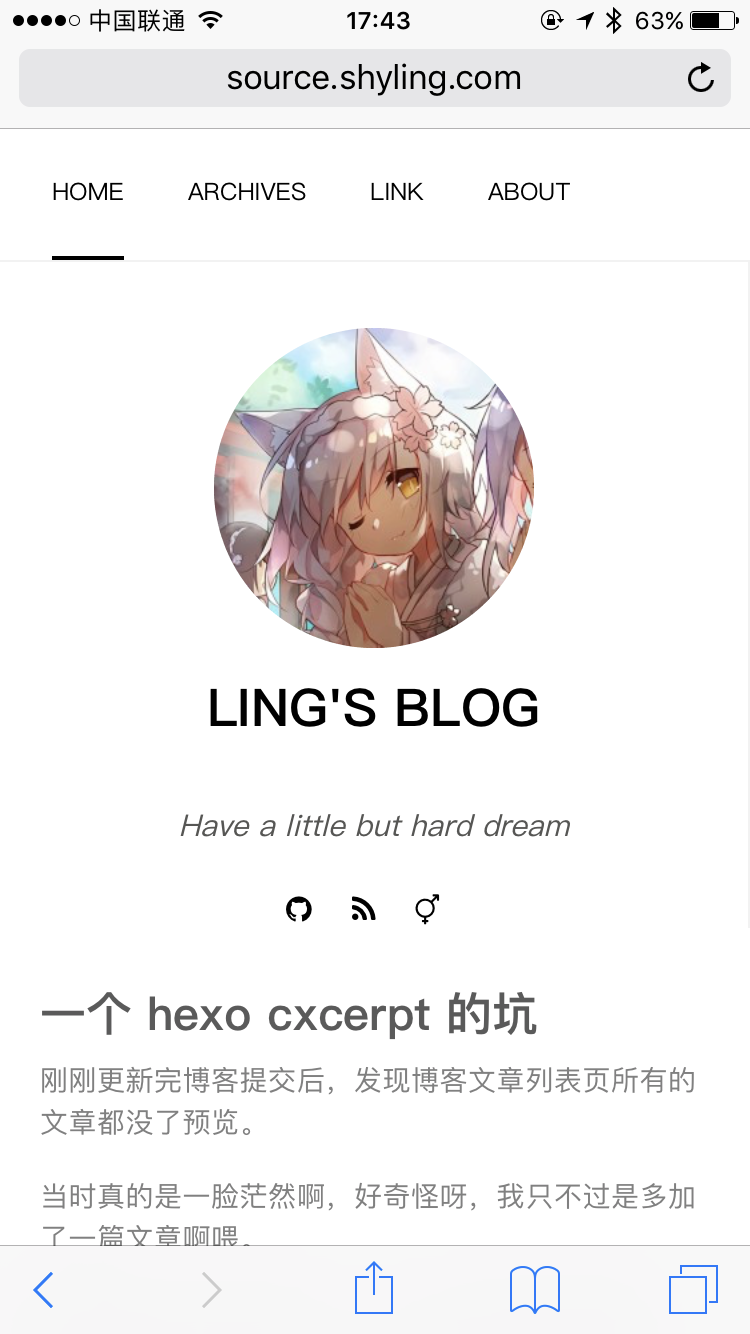 中国联通
17:43
63%
source.shyling.com
HOME ARCHIVES LINK ABOUT
LING'S BLOG
Have a little but hard dream
一个 hexo cxcerpt 的坑
刚刚更新完博客提交后，发现博客文章列表页所有的
文章都没了预览。
当时真的是一脸茫然啊，好奇怪呀，我只不过是多加
了一篇文章啊喂。